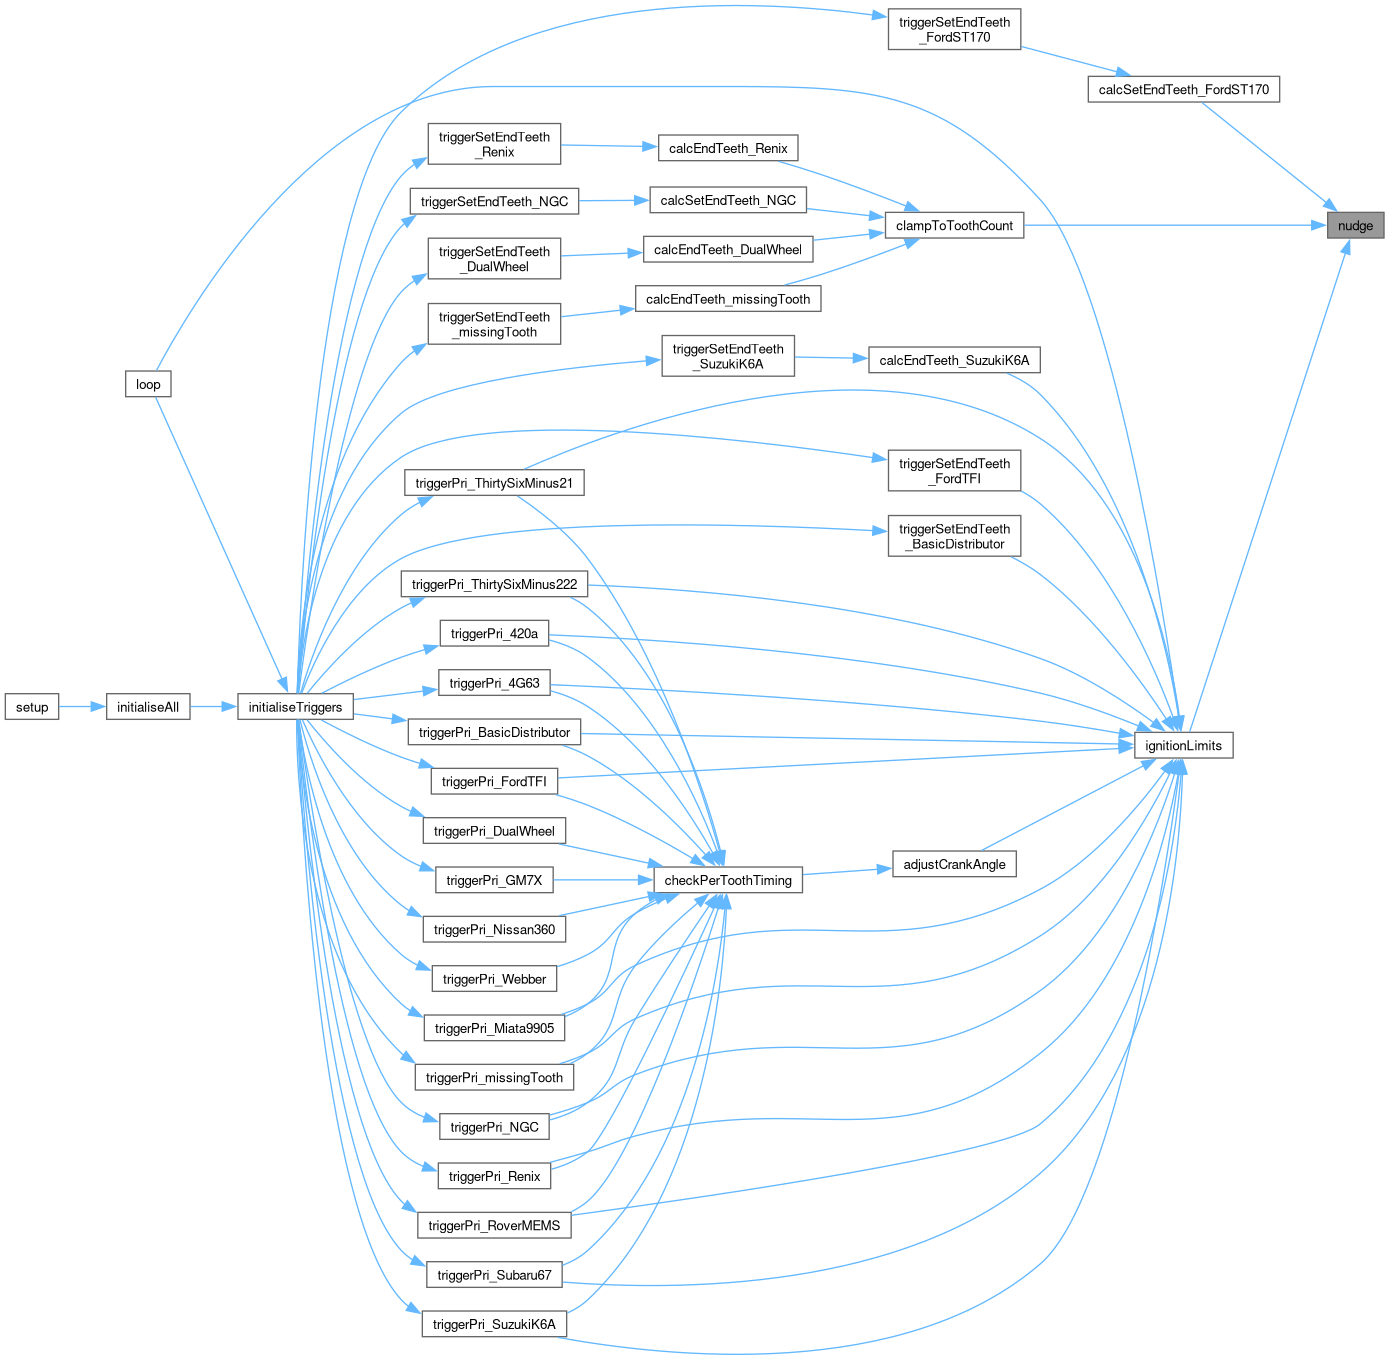 triggerSetEndTeeth
_FordST170
calcSetEndTeeth_FordST170
triggerSetEndTeeth
_Renix
calcEndTeeth_Renix
triggerSetEndTeeth_NGC
calcSetEndTeeth_NGC
clampToToothCount
nudge
triggerSetEndTeeth
_DualWheel
calcEndTeeth_DualWheel
triggerSetEndTeeth
_missingTooth
calcEndTeeth_missingTooth
triggerSetEndTeeth
_SuzukiK6A
calcEndTeeth_SuzukiK6A
loop
triggerPri_ThirtySixMinus21
triggerSetEndTeeth
_FordTFI
triggerSetEndTeeth
_BasicDistributor
triggerPri_ThirtySixMinus222
triggerPri_420a
triggerPri_4G63
setup
initialiseAll
initialiseTriggers
triggerPri_BasicDistributor
ignitionLimits
triggerPri_FordTFI
triggerPri_DualWheel
adjustCrankAngle
triggerPri_GM7X
checkPerToothTiming
triggerPri_Nissan360
triggerPri_Webber
triggerPri_Miata9905
triggerPri_missingTooth
triggerPri_NGC
triggerPri_Renix
triggerPri_RoverMEMS
triggerPri_Subaru67
triggerPri_SuzukiK6A